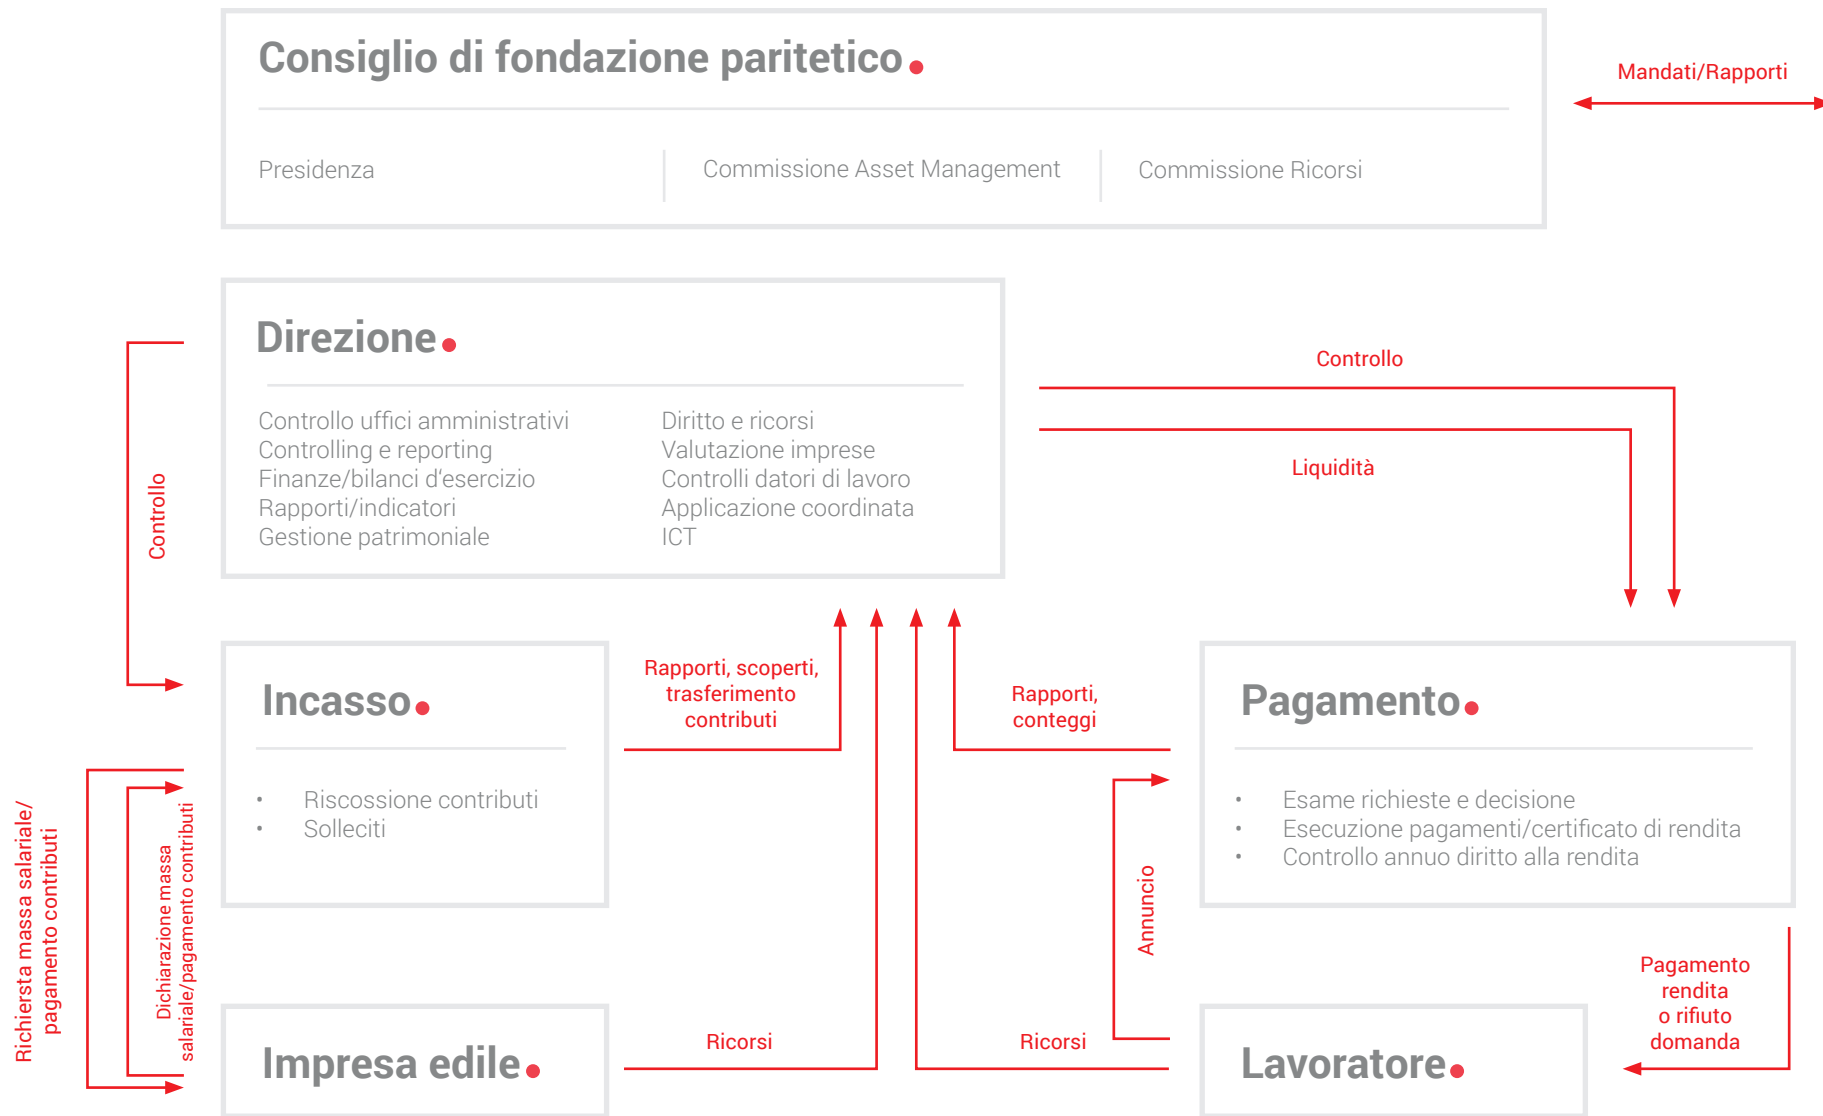 Consiglio di fondazione paritetico.
Mandati/Rapporti
Presidenza
Commissione Asset Management
Commissione Ricorsi
Direzione.
Controllo uffici amministrativi
Controlling e reporting
Finanze/bilanci d‘esercizio
Rapporti/indicatori
Gestione patrimoniale
Diritto e ricorsi
Valutazione imprese
Controlli datori di lavoro
Applicazione coordinata
ICT
Controllo
Liquidità
Controllo
Incasso.
• Riscossione contributi
• Solleciti
Rapporti, scoperti,
trasferimento
contributi
Rapporti,
conteggi
Pagamento.
• Esame richieste e decisione
• Esecuzione pagamenti/certificato di rendita
• Controllo annuo diritto alla rendita
Richiersta massa salariale/
pagamento contributi
Dichiarazione massa
salariale/pagamento contributi
Annuncio
Pagamento
rendita
o rifiuto
domanda
Impresa edile.
Ricorsi
Ricorsi
Lavoratore.